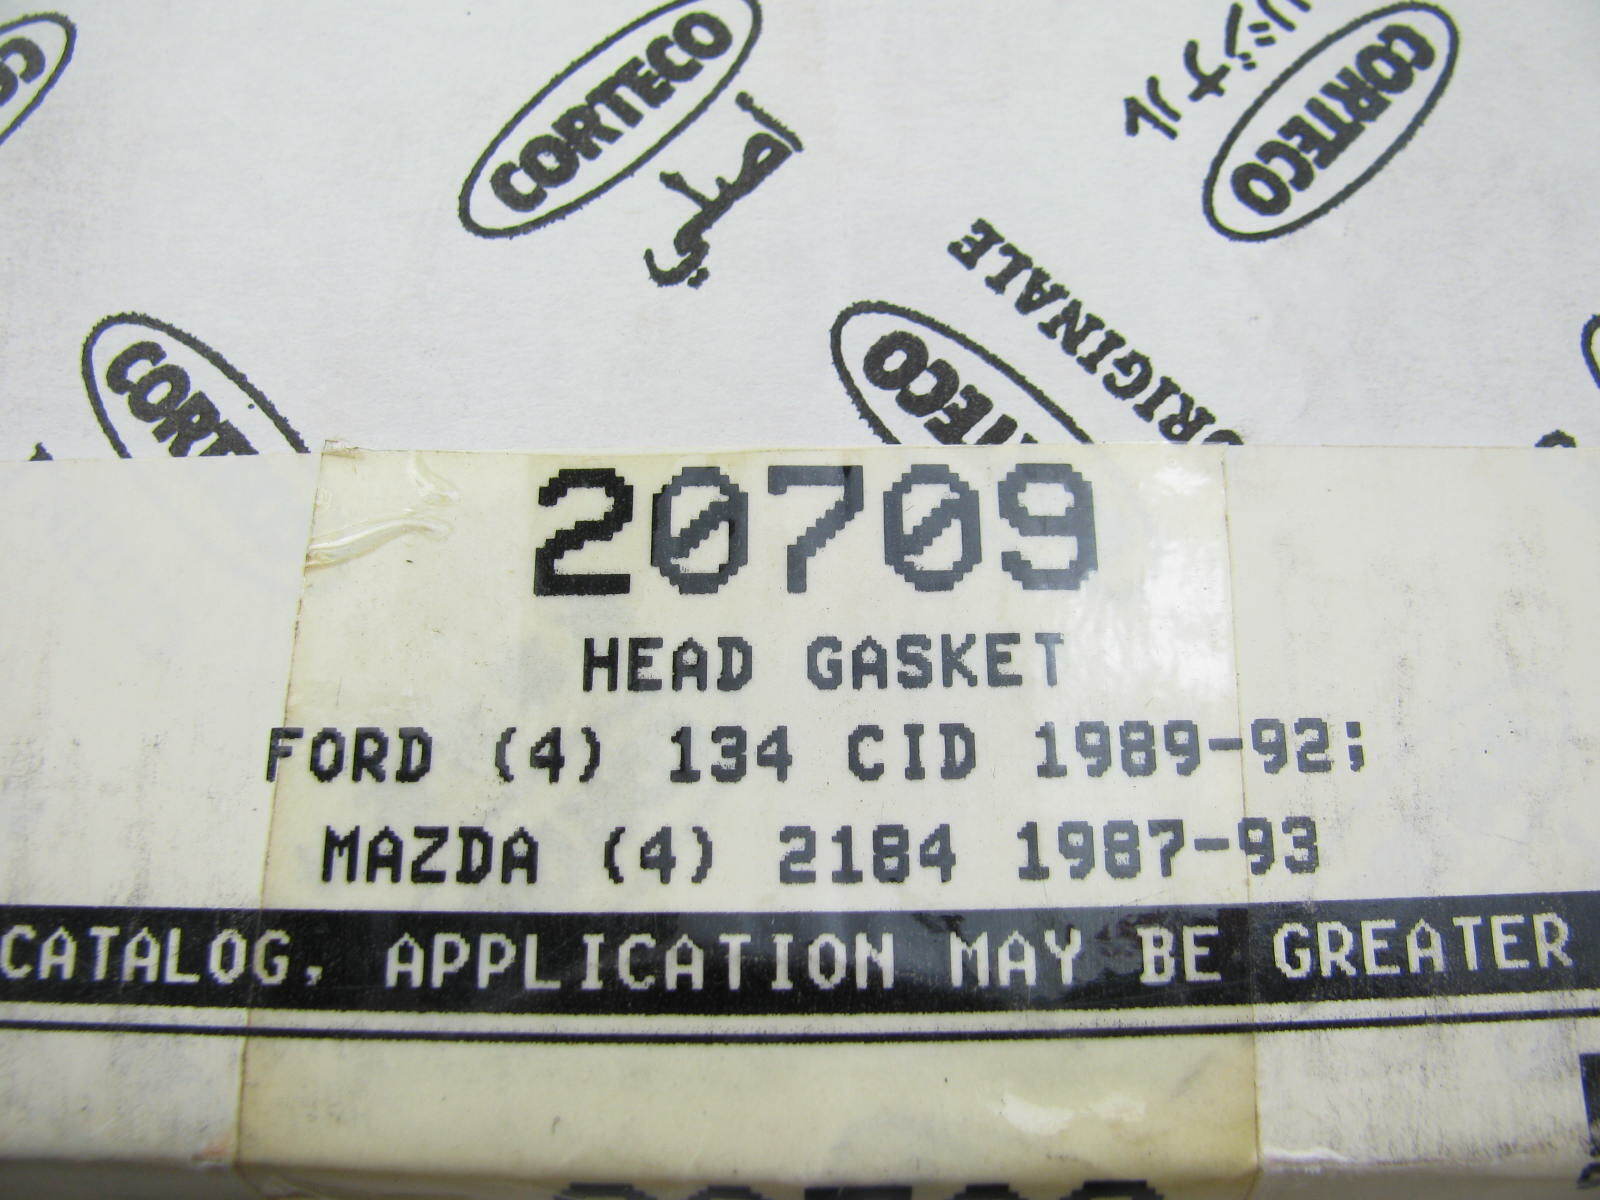 CORTECO
CORTECO
أصلي
オリジナル
ORIGINALE
CORTECO
20709
HEAD GASKET
FORD (4) 134 CID 1989-92;
MAZDA (4) 2184 1987-93
CATALOG, APPLICATION MAY BE GREATER